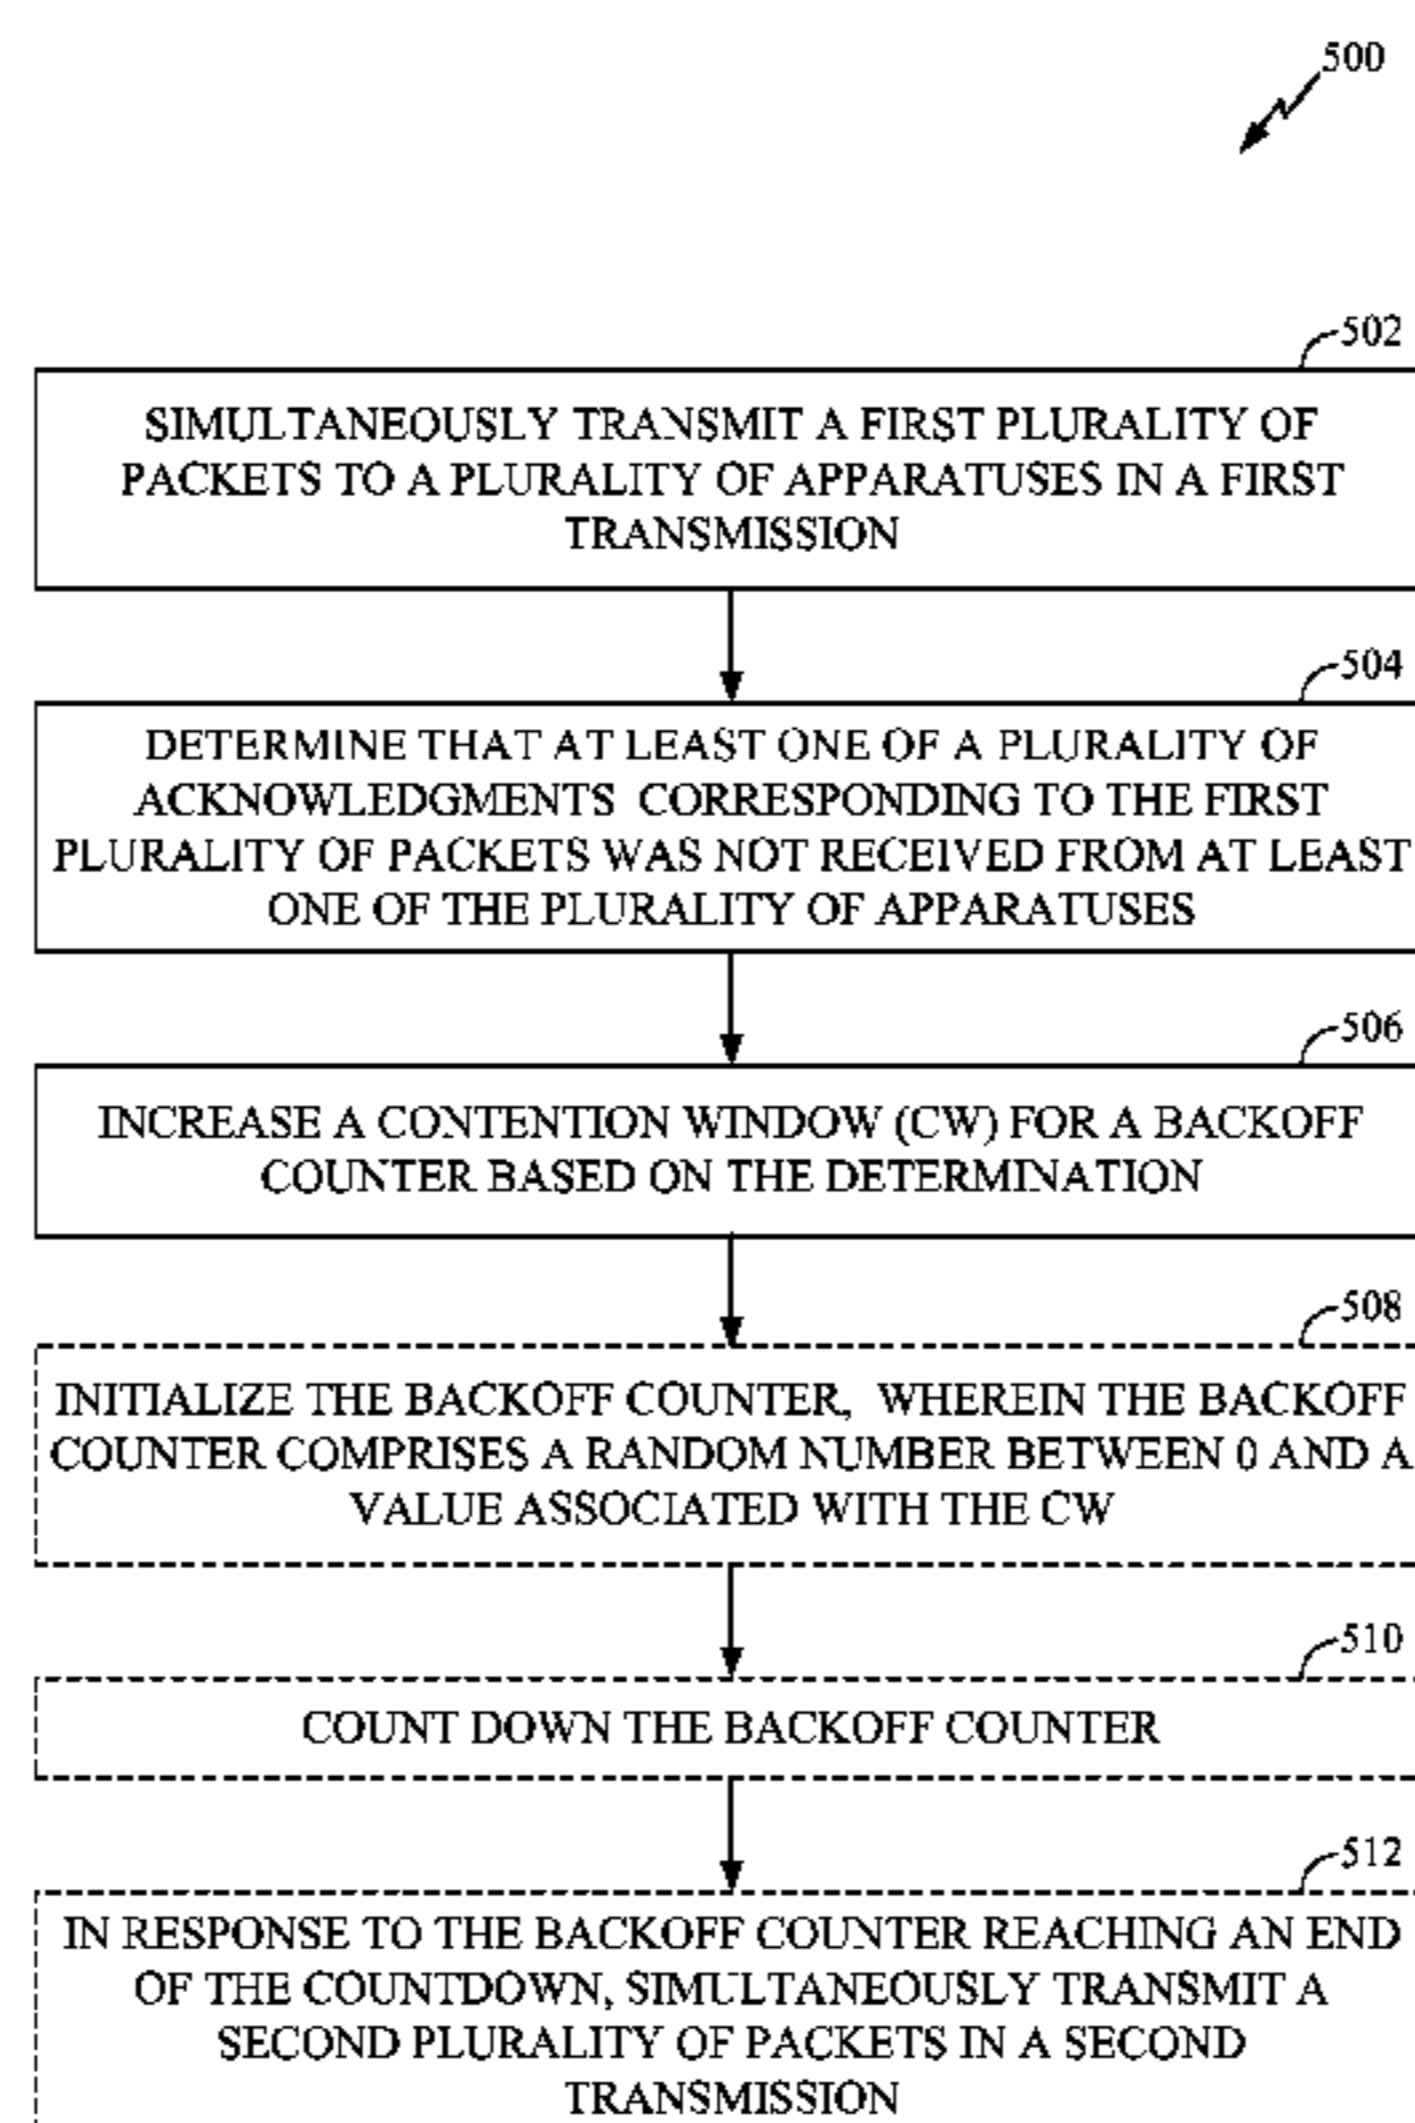 500
502
SIMULTANEOUSLY TRANSMIT A FIRST PLURALITY OF
PACKETS TO A PLURALITY OF APPARATUSES IN A FIRST
TRANSMISSION
504
DETERMINE THAT AT LEAST ONE OF A PLURALITY OF
ACKNOWLEDGMENTS CORRESPONDING TO THE FIRST
PLURALITY OF PACKETS WAS NOT RECEIVED FROM AT LEAST
ONE OF THE PLURALITY OF APPARATUSES
506
INCREASE A CONTENTION WINDOW (CW) FOR A BACKOFF
COUNTER BASED ON THE DETERMINATION
508
INITIALIZE THE BACKOFF COUNTER, WHEREIN THE BACKOFF
COUNTER COMPRISES A RANDOM NUMBER BETWEEN 0 AND A
VALUE ASSOCIATED WITH THE CW
510
COUNT DOWN THE BACKOFF COUNTER
512
IN RESPONSE TO THE BACKOFF COUNTER REACHING AN END
OF THE COUNTDOWN, SIMULTANEOUSLY TRANSMIT A
SECOND PLURALITY OF PACKETS IN A SECOND
TRANSMISSION